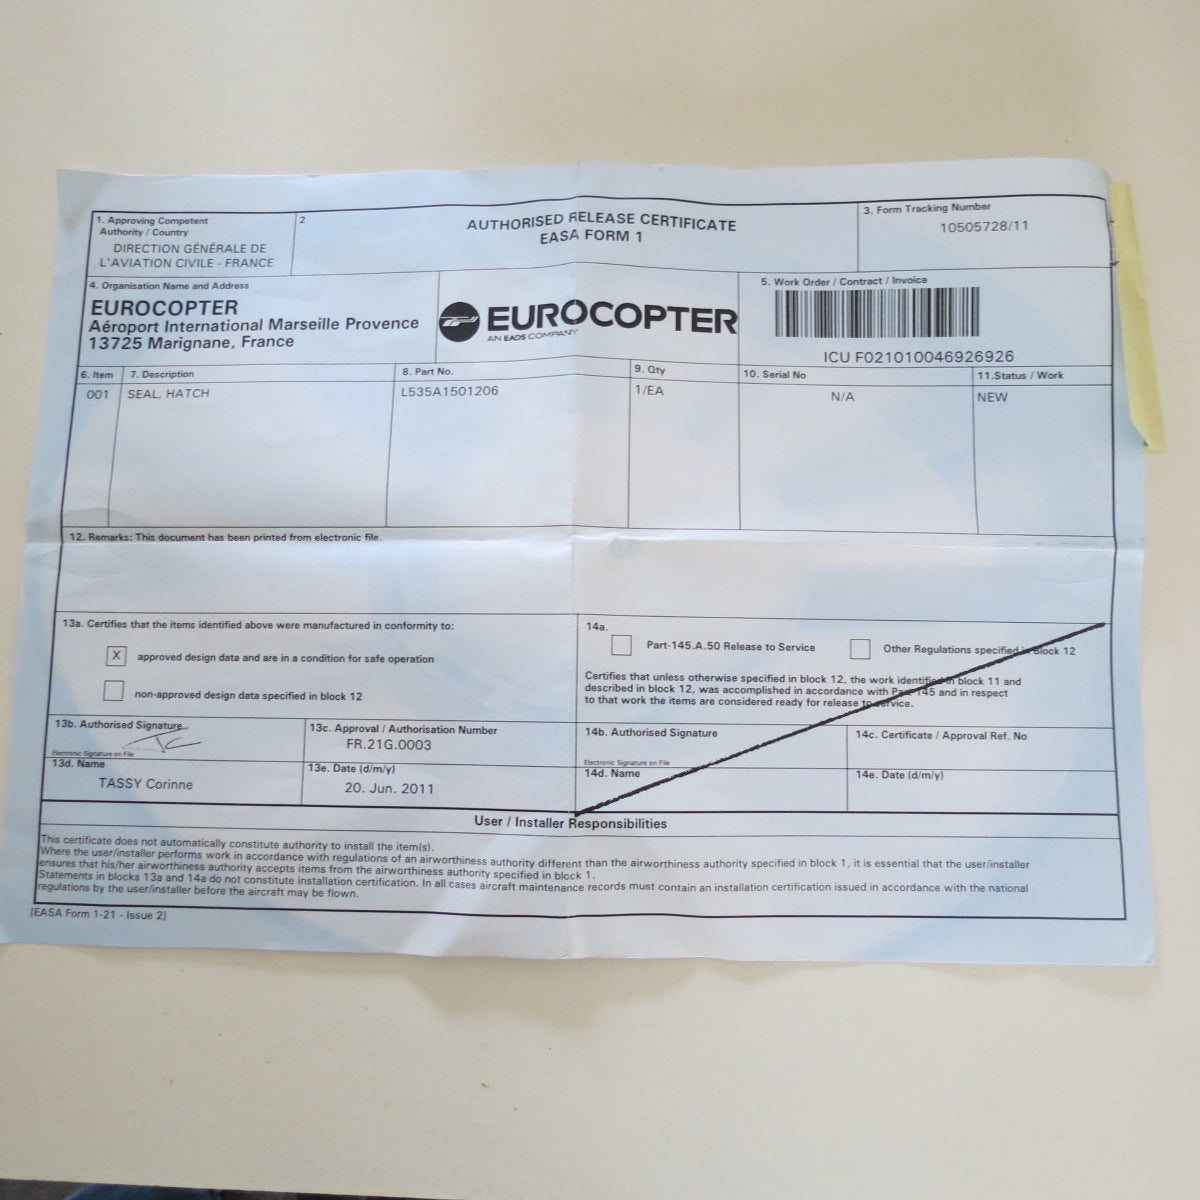 1. Approving Competent
Authority / Country
DIRECTION GÉNÉRALE DE
L'AVIATION CIVILE - FRANCE
2
AUTHORISED RELEASE CERTIFICATE
EASA FORM 1
3. Form Tracking Number
10505728/11
4. Organisation Name and Address
EUROCOPTER
Aéroport International Marseille Provence
13725 Marignane, France
EUROCOPTER
AN EADS COMPANY
5. Work Order / Contract / Invoice
ICU F021010046926926
6. Item
7. Description
8. Part No.
9. Qty
10. Serial No
11.Status / Work
001
SEAL, HATCH
L535A1501206
1/EA
N/A
NEW
12. Remarks: This document has been printed from electronic file.
13a. Certifies that the items identified above were manufactured in conformity to:
X approved design data and are in a condition for safe operation
non-approved design data specified in block 12
14a.
Part-145.A.50 Release to Service
Other Regulations specified in Block 12
Certifies that unless otherwise specified in block 12, the work identified in block 11 and
described in block 12, was accomplished in accordance with Part-145 and in respect
to that work the items are considered ready for release to service.
13b. Authorised Signature
TC
Electronic Signature on File
13c. Approval / Authorisation Number
FR.21G.0003
14b. Authorised Signature
Electronic Signature on File
14c. Certificate / Approval Ref. No
13d. Name
TASSY Corinne
13e. Date (d/m/y)
20. Jun. 2011
14d. Name
14e. Date (d/m/y)
User / Installer Responsibilities
This certificate does not automatically constitute authority to install the item(s).
Where the user/installer performs work in accordance with regulations of an airworthiness authority different than the airworthiness authority specified in block 1, it is essential that the user/installer
ensures that his/her airworthiness authority accepts items from the airworthiness authority specified in block 1.
Statements in blocks 13a and 14a do not constitute installation certification. In all cases aircraft maintenance records must contain an installation certification issued in accordance with the national
regulations by the user/installer before the aircraft may be flown.
[EASA Form 1-21 - Issue 2]